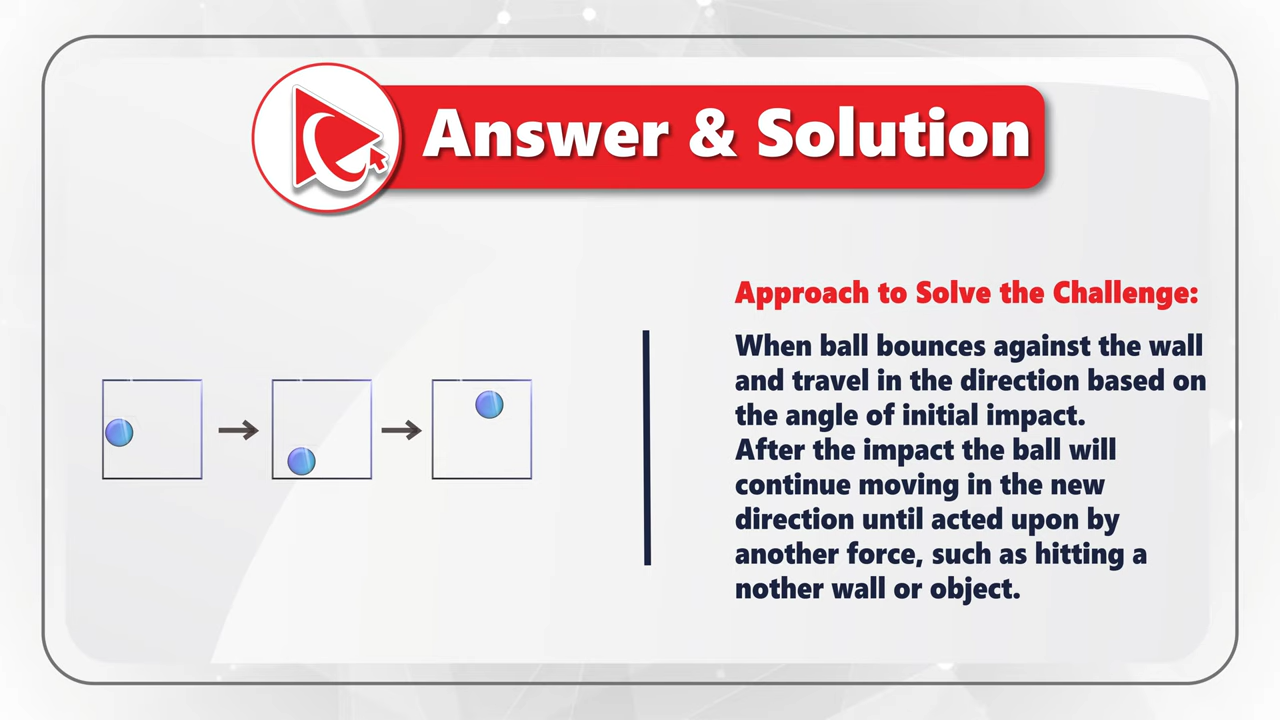 Answer & Solution
Approach to Solve the Challenge:
When ball bounces against the wall
and travel in the direction based on
the angle of initial impact.
After the impact the ball will
continue moving in the new
direction until acted upon by
another force, such as hitting a
nother wall or object.